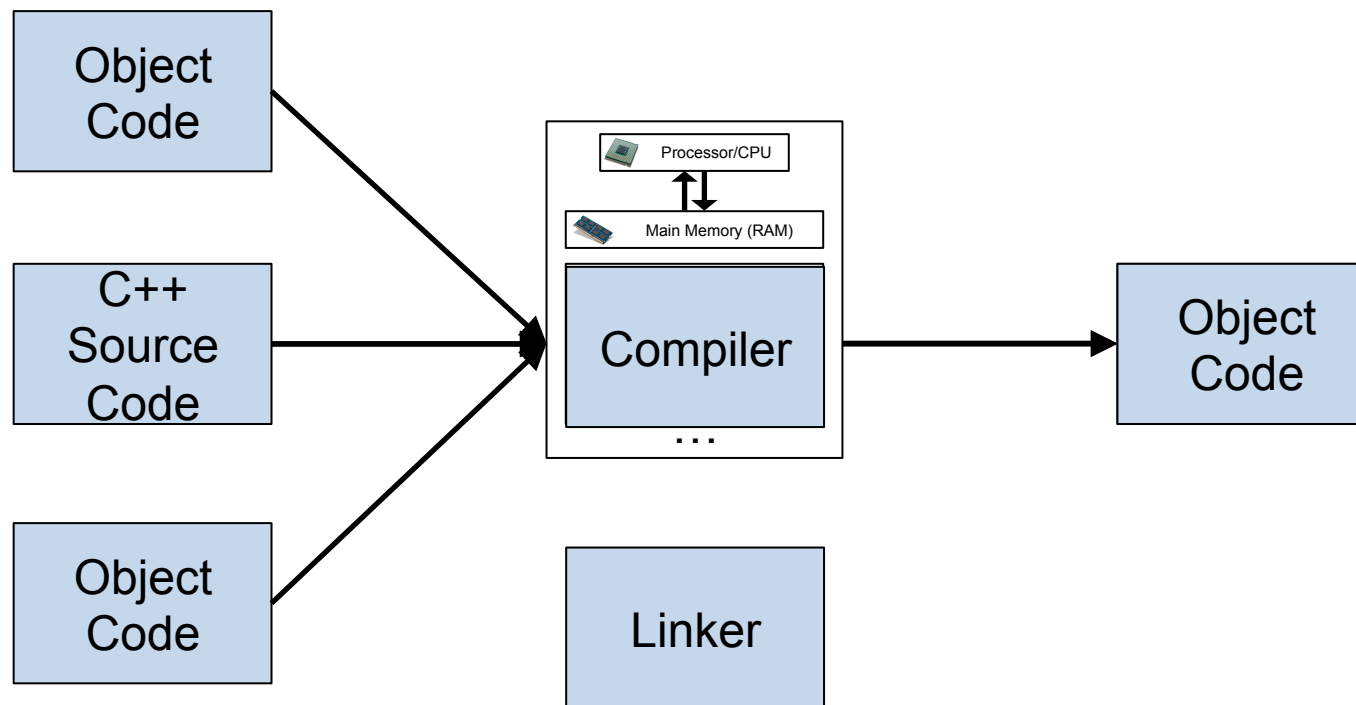 Object
Code
C++
Source
Code
Object
Code
Processor/CPU
Main Memory (RAM)
Compiler
...
Linker
Object
Code